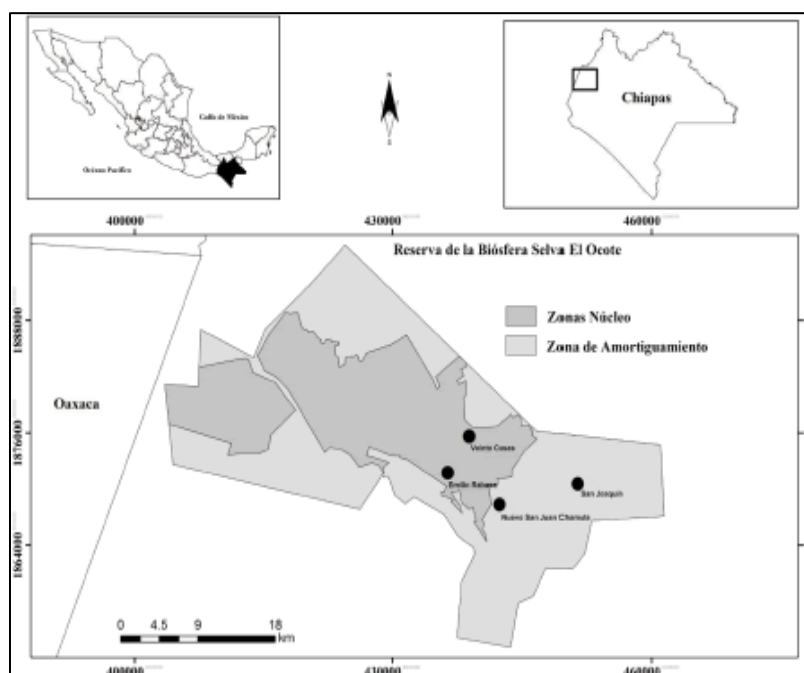 Golfo de México
Océano Pacífico
N
S
Chiapas
400000
430000
460000
Reserva de la Biósfera Selva El Ocote
Zonas Núcleo
Zona de Amortiguamiento
1888000
1876000
1864000
Oaxaca
Veinte Casas
Emilio Rabasa
San Joaquín
Nuevo San Juan Chamula
0 4.5 9 18
km
400000
430000
460000